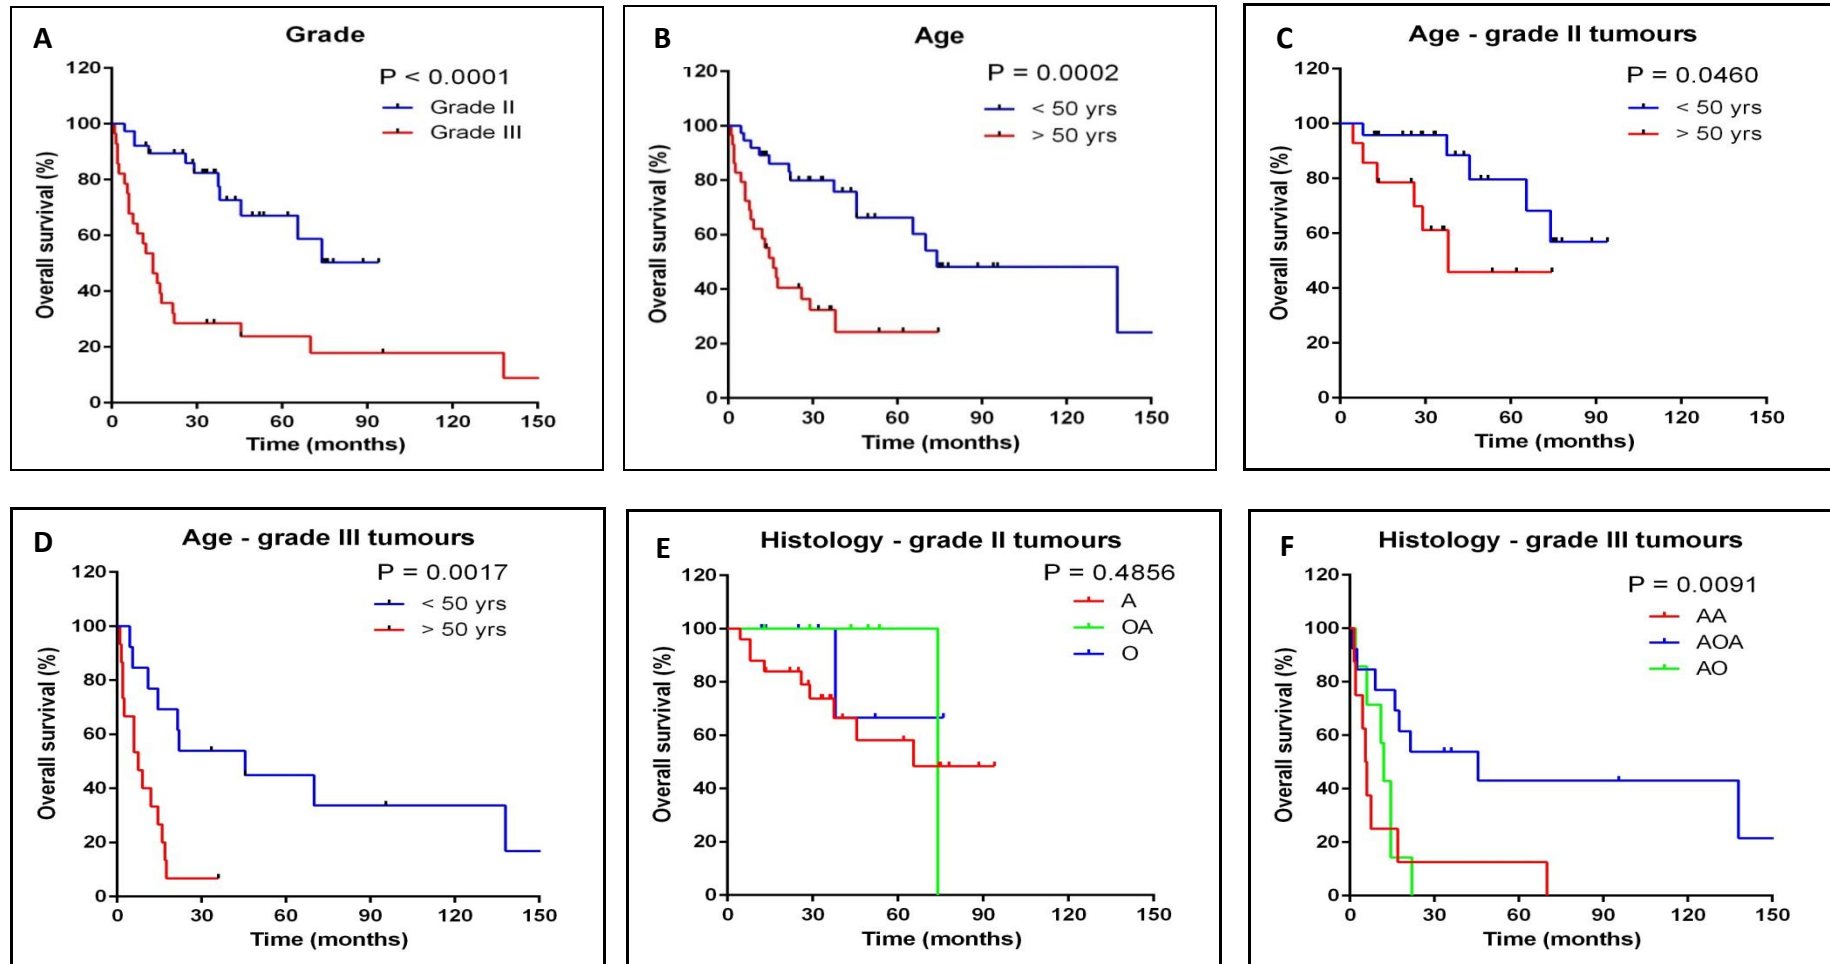 A
Grade
P < 0.0001
Grade II
Grade III
Overall survival (%)
120
100
80
60
40
20
0
0 30 60 90 120 150
Time (months)
B
Age
P = 0.0002
< 50 yrs
> 50 yrs
Overall survival (%)
120
100
80
60
40
20
0
0 30 60 90 120 150
Time (months)
C
Age - grade II tumours
P = 0.0460
< 50 yrs
> 50 yrs
Overall survival (%)
120
100
80
60
40
20
0
0 30 60 90 120 150
Time (months)
D
Age - grade III tumours
P = 0.0017
< 50 yrs
> 50 yrs
Overall survival (%)
120
100
80
60
40
20
0
0 30 60 90 120 150
Time (months)
E
Histology - grade II tumours
P = 0.4856
A
OA
O
Overall survival (%)
120
100
80
60
40
20
0
0 30 60 90 120 150
Time (months)
F
Histology - grade III tumours
P = 0.0091
AA
AOA
AO
Overall survival (%)
120
100
80
60
40
20
0
0 30 60 90 120 150
Time (months)